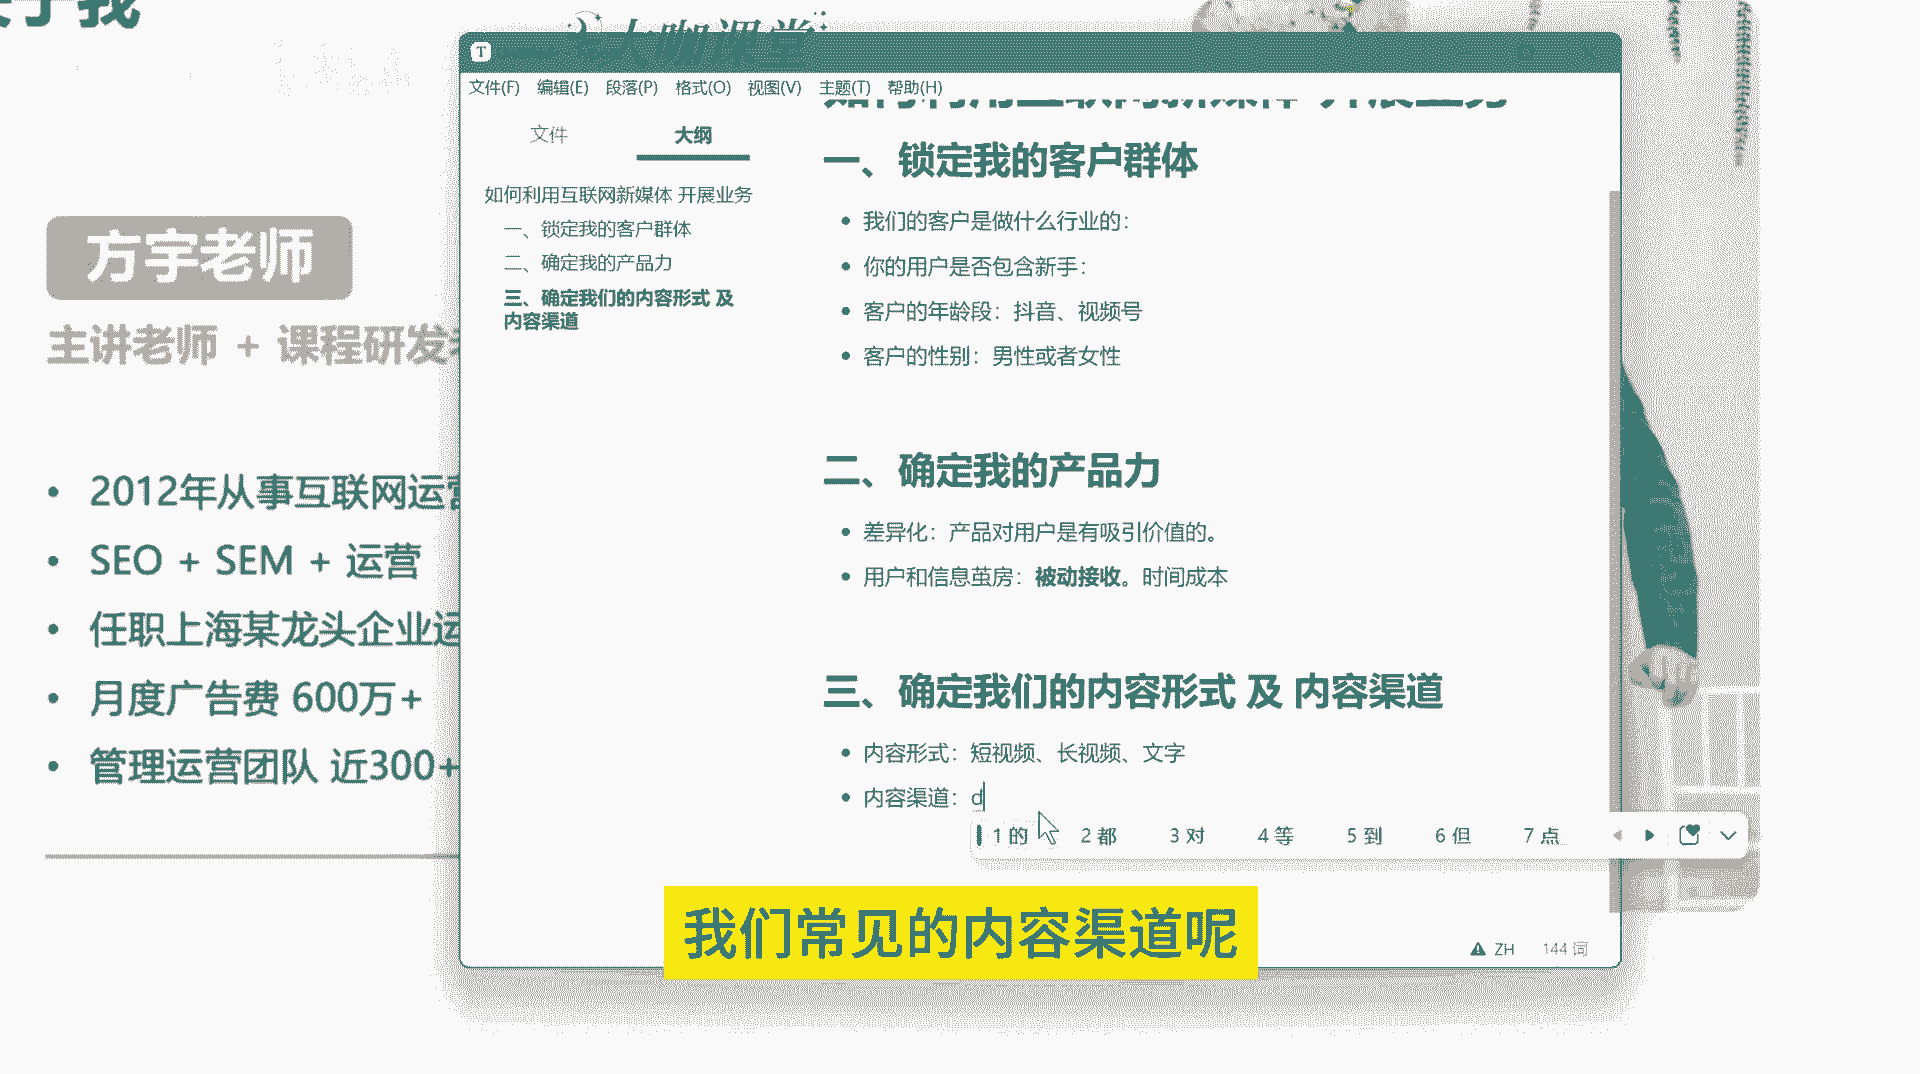 大咖课堂
T
文件(F) 编辑(E) 段落(P) 格式(O) 视图(V) 主题(T) 帮助(H)
文件 大纲
如何利用互联网新媒体 开展业务
一、锁定我的客户群体
二、确定我的产品力
三、确定我们的内容形式 及
内容渠道
如何利用互联网新媒体 开展业务
一、锁定我的客户群体
我们的客户是做什么行业的:
你的用户是否包含新手:
客户的年龄段:抖音、视频号
客户的性别:男性或者女性
二、确定我的产品力
差异化:产品对用户是有吸引价值的。
用户和信息茧房:被动接收。时间成本
三、确定我们的内容形式 及 内容渠道
内容形式:短视频、长视频、文字
内容渠道:d
1 的 2 都 3 对 4 等 5 到 6 但 7 点
ZH 144 词
方宇老师
主讲老师 + 课程研发
2012年从事互联网运营
SEO + SEM + 运营
任职上海某龙头企业运
月度广告费 600万+
管理运营团队 近300+
我们常见的内容渠道呢